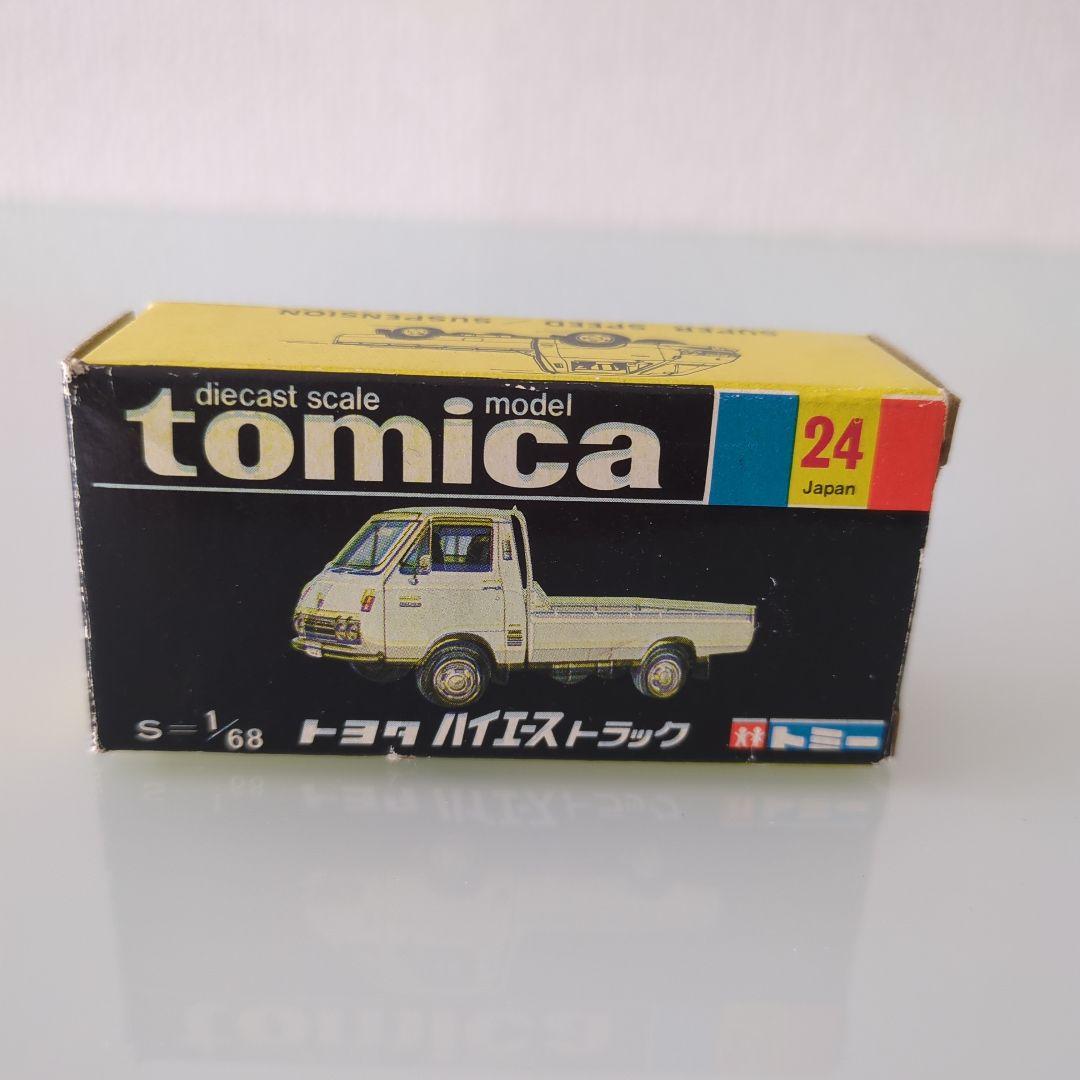 SUPER SPEED / SUSPENSION
diecast scale model
tomica
24
Japan
S=1/68
トヨタ ハイエーストラック
トミー